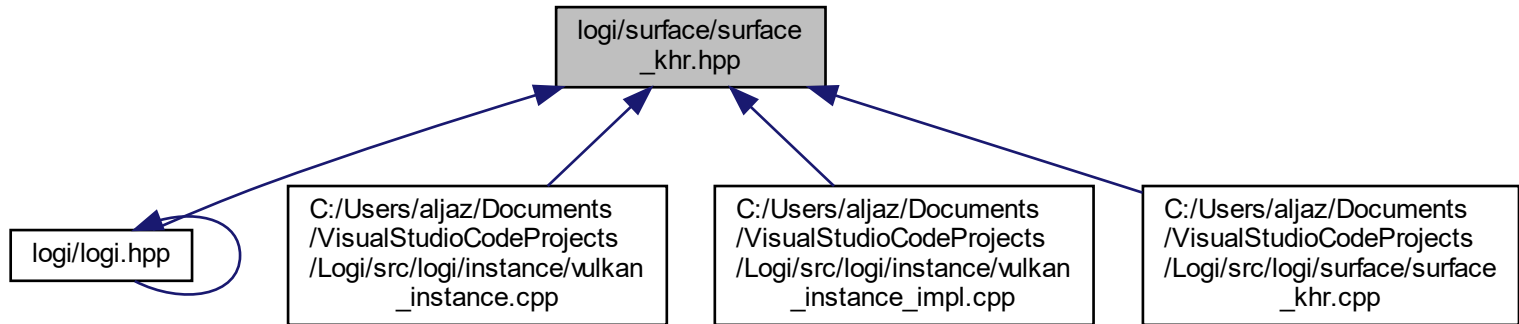 logi/surface/surface
_khr.hpp
logi/logi.hpp
C:/Users/aljaz/Documents
/VisualStudioCodeProjects
/Logi/src/logi/instance/vulkan
_instance.cpp
C:/Users/aljaz/Documents
/VisualStudioCodeProjects
/Logi/src/logi/instance/vulkan
_instance_impl.cpp
C:/Users/aljaz/Documents
/VisualStudioCodeProjects
/Logi/src/logi/surface/surface
_khr.cpp